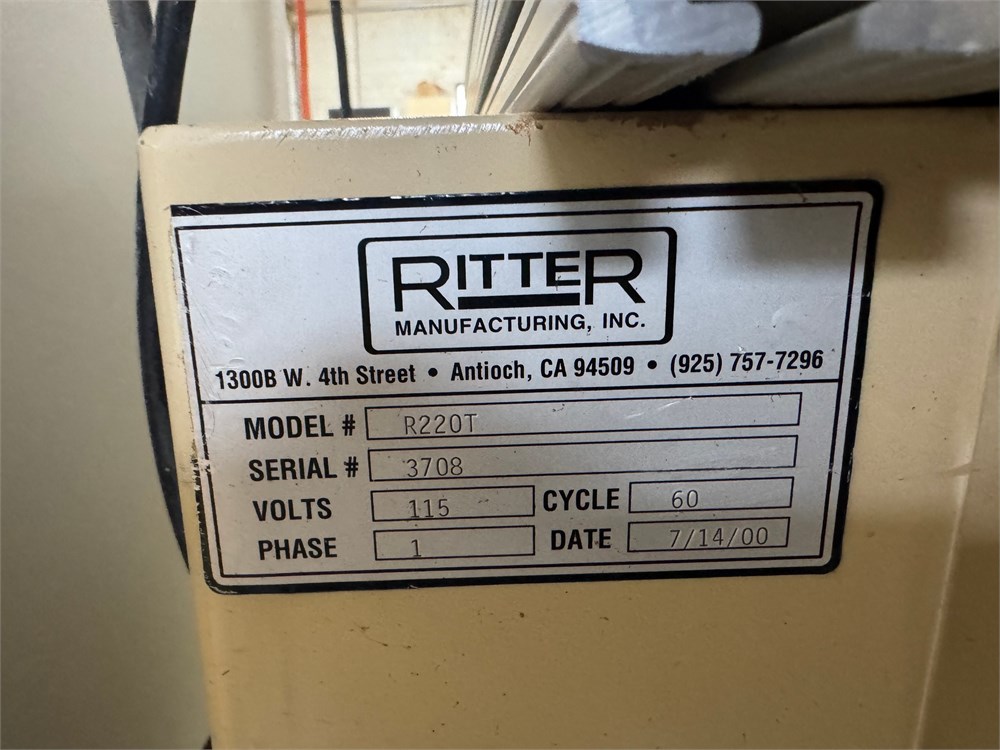 RITTER
MANUFACTURING, INC.
1300B W. 4th Street • Antioch, CA 94509 • (925) 757-7296
MODEL # R220T
SERIAL # 3708
VOLTS 115 CYCLE 60
PHASE 1 DATE 7/14/00